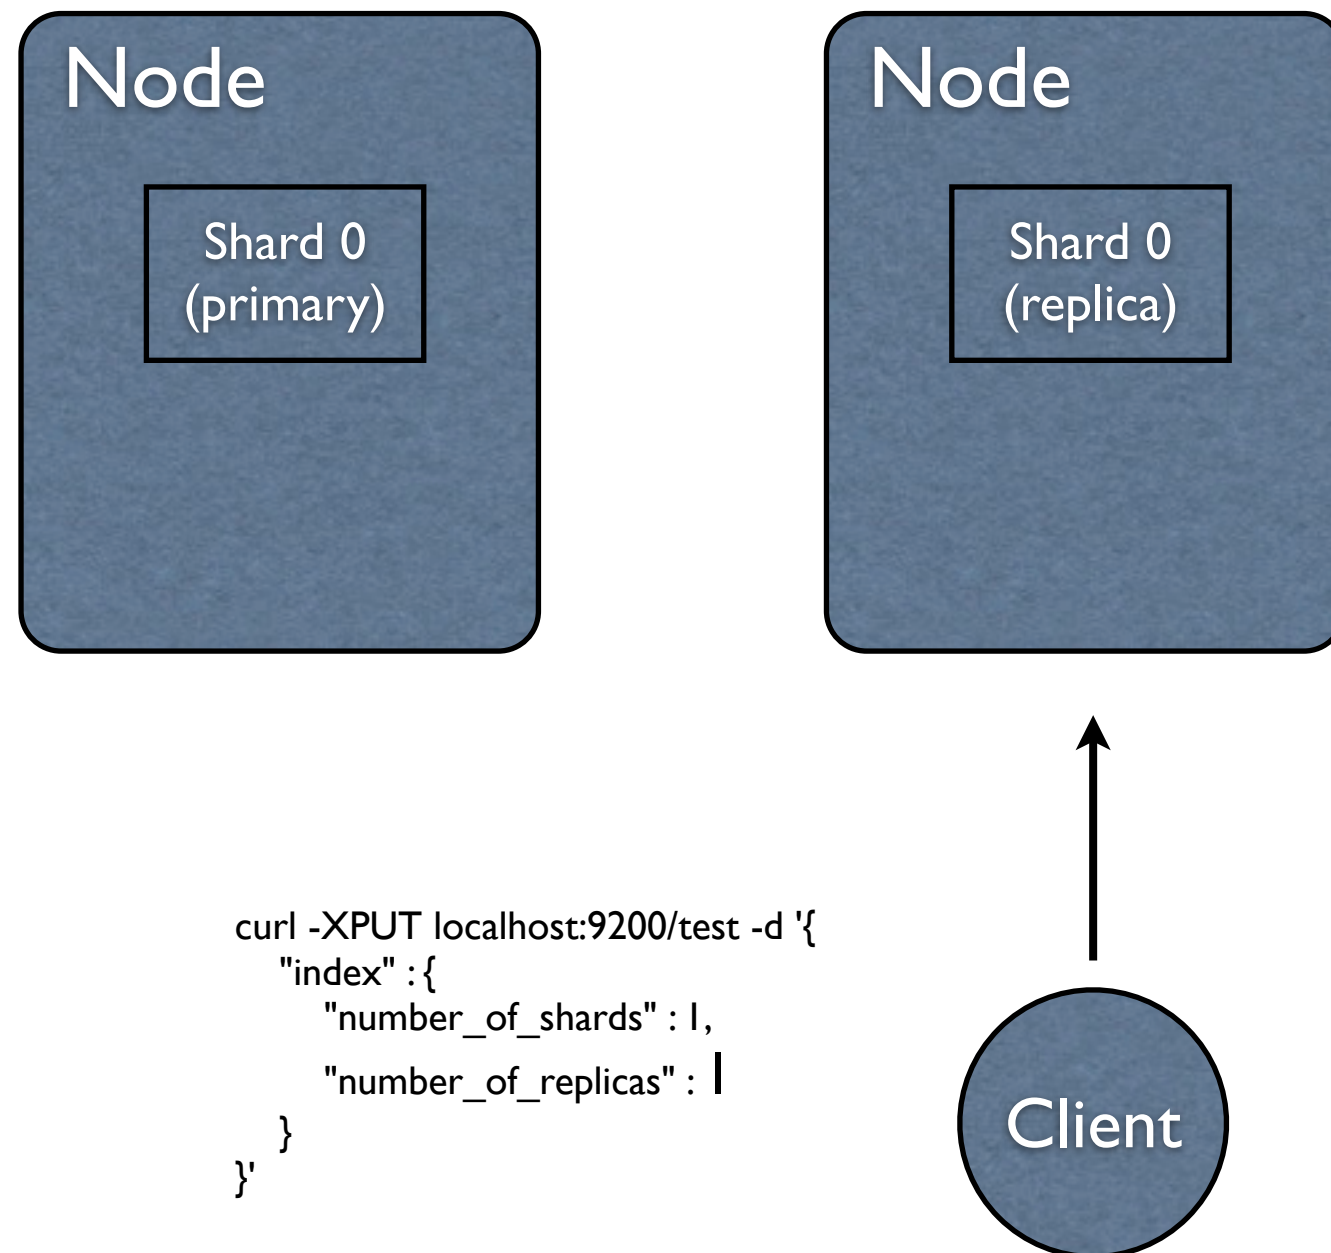 Node
Shard 0
(primary)
Node
Shard 0
(replica)
curl -XPUT localhost:9200/test -d '{
"index" : {
"number_of_shards" : 1,
"number_of_replicas" : 1
}
}'
Client